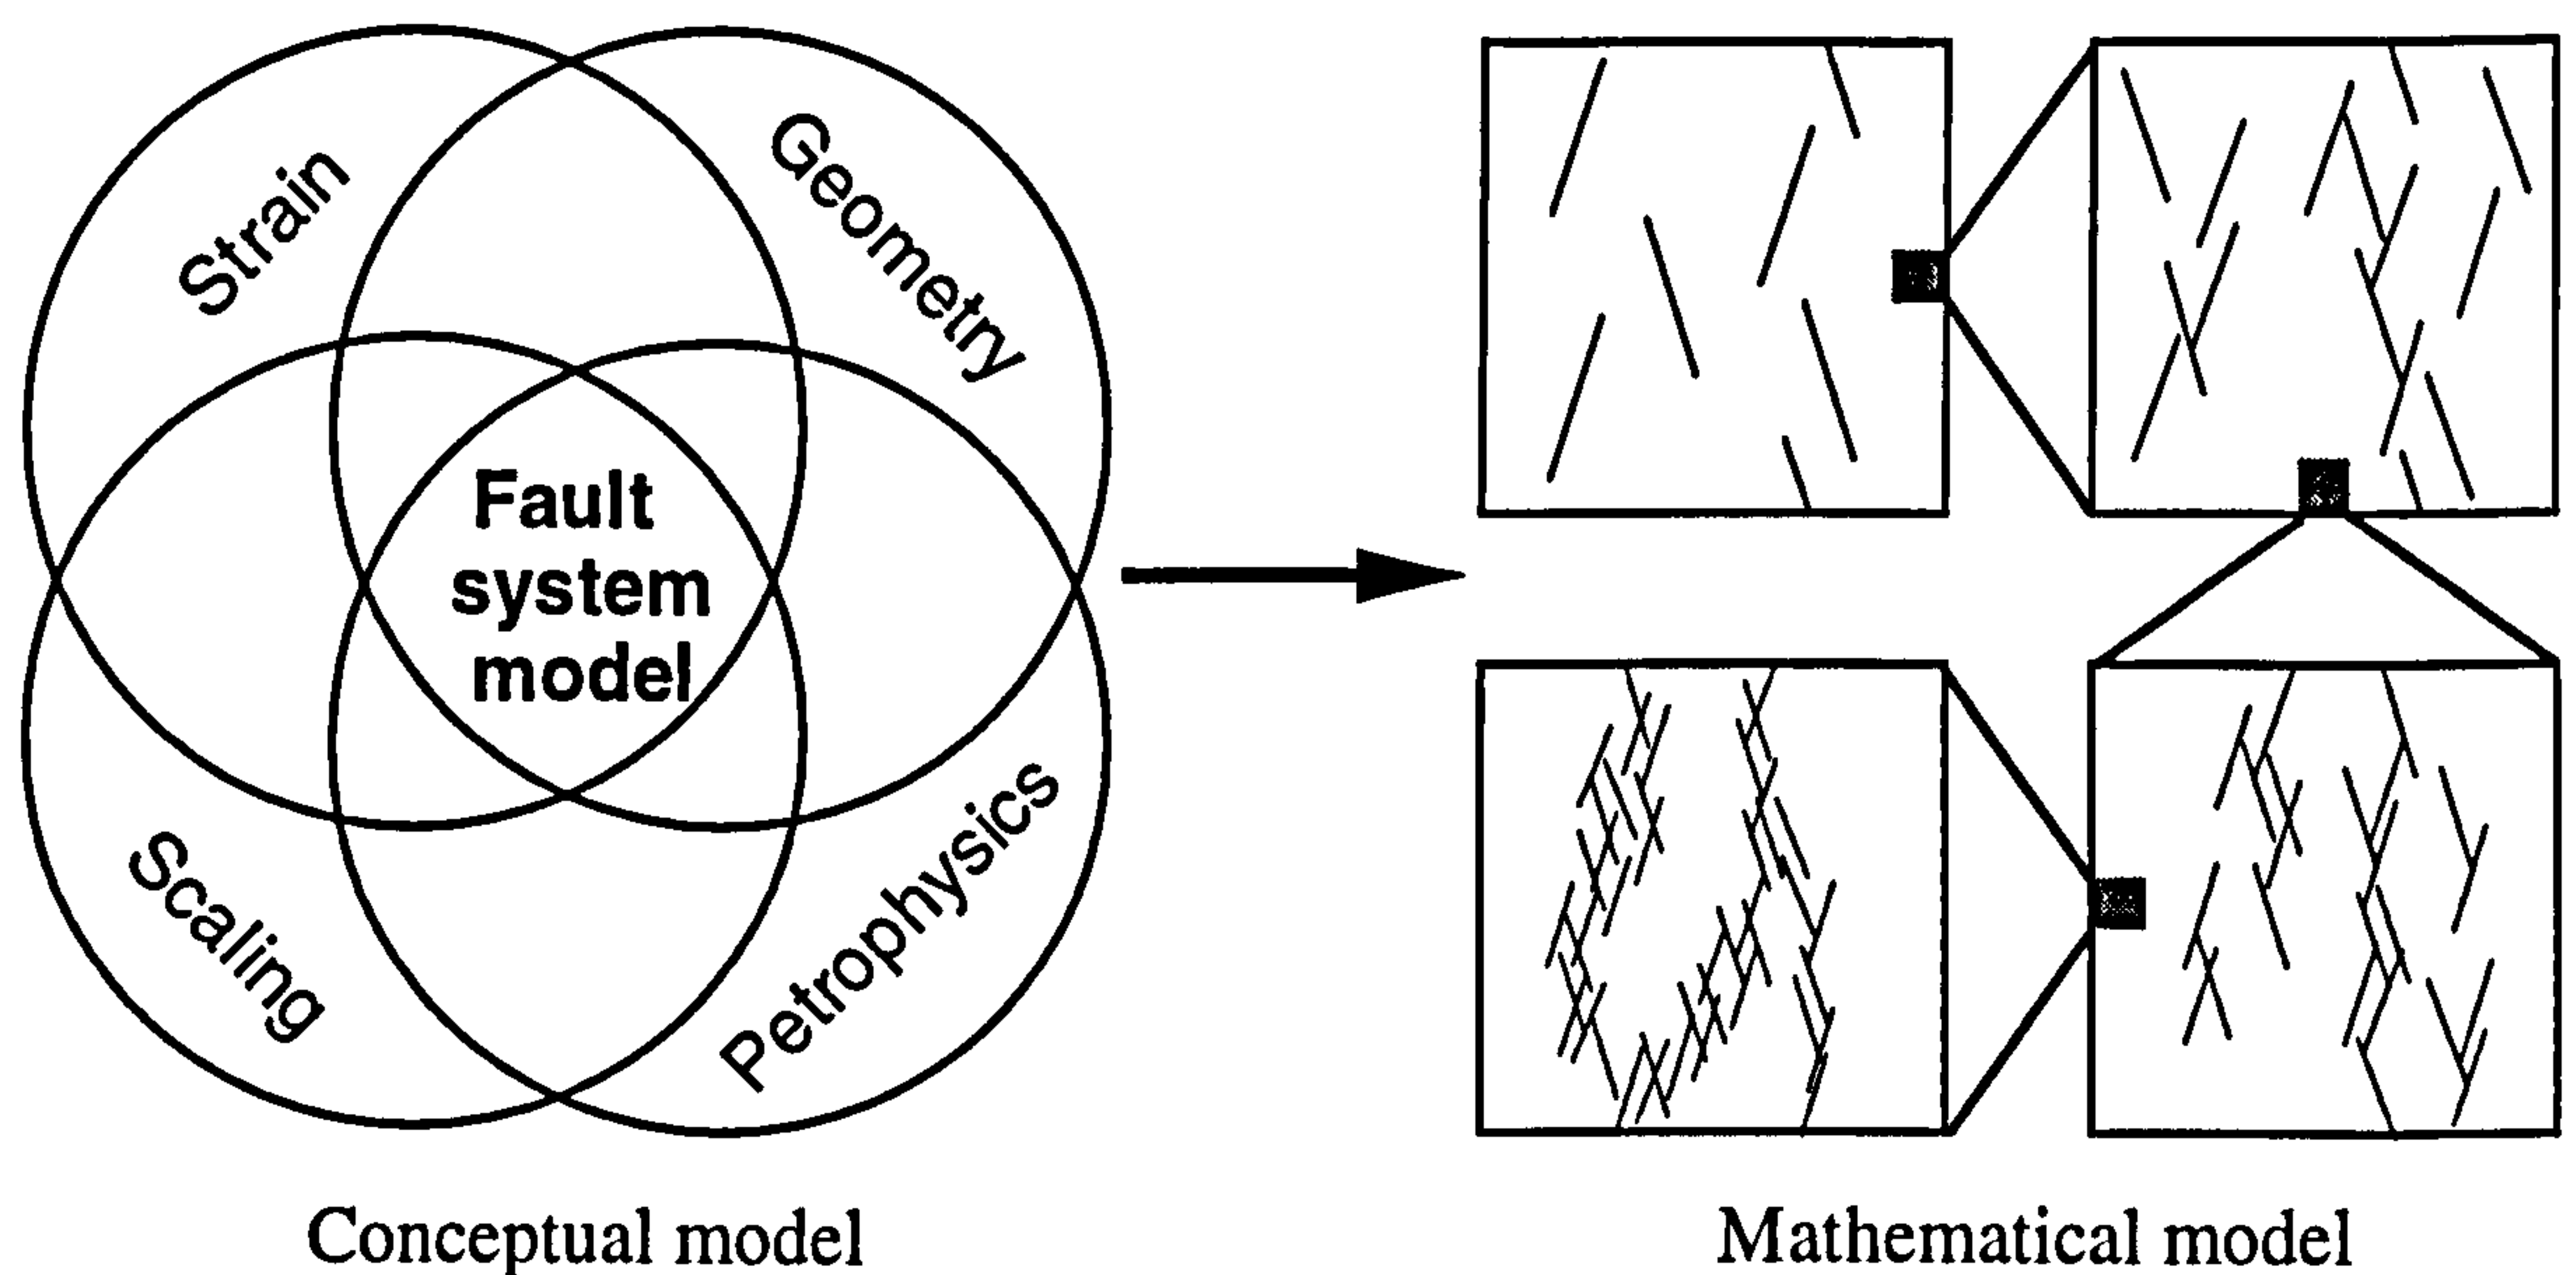 Strain
Geometry
Fault
system
model
Scaling
Petrophysics
Conceptual model
Mathematical model